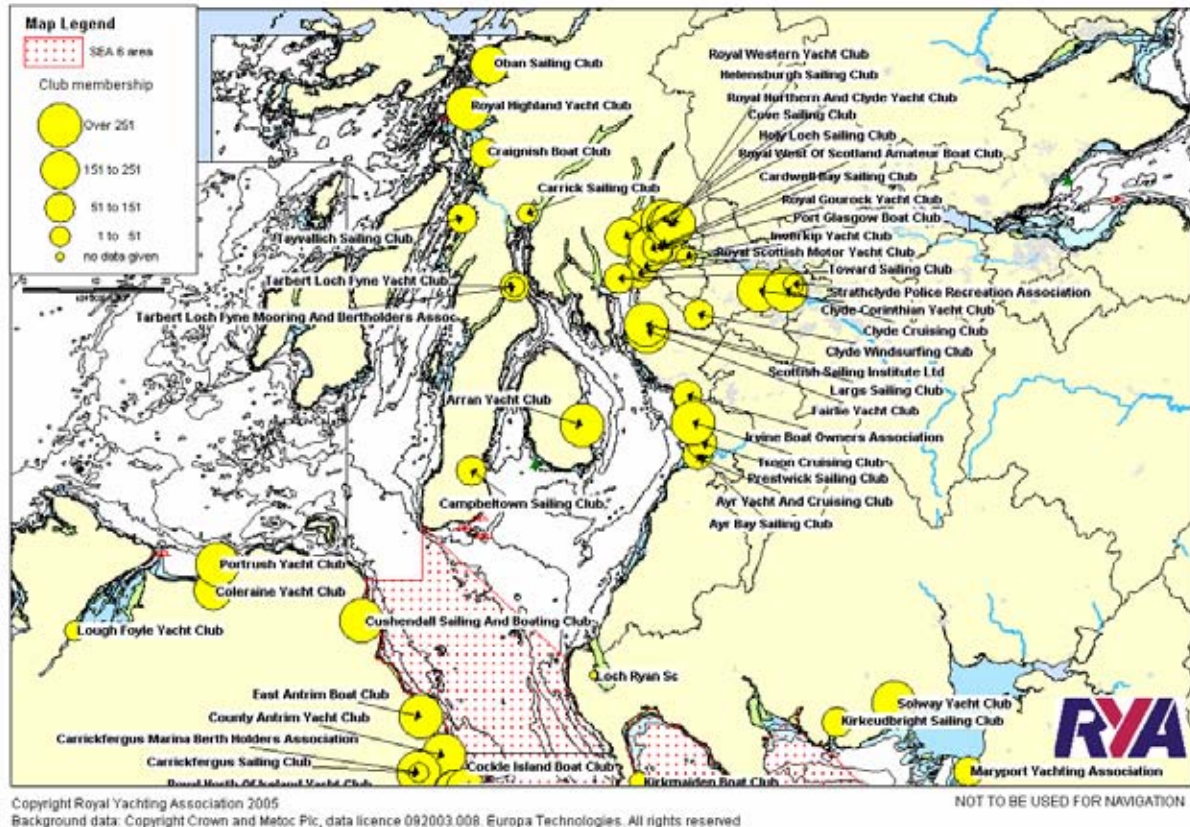 Map Legend
SEA 6 area
Club membership
Over 251
151 to 251
51 to 151
1 to 51
no data given
Oban Sailing Club
Royal Highland Yacht Club
Craignish Boat Club
Carrick Sailing Club
Tayvallich Sailing Club
Tarbert Loch Fyne Yacht Club
Tarbert Loch Fyne Mooring And Bertholders Assoc
Royal Western Yacht Club
Helensburgh Sailing Club
Royal Northern And Clyde Yacht Club
Cove Sailing Club
Holy Loch Sailing Club
Royal West Of Scotland Amateur Boat Club
Cardwell Bay Sailing Club
Royal Gourock Yacht Club
Port Glasgow Boat Club
Inverkip Yacht Club
Royal Scottish Motor Yacht Club
Toward Sailing Club
Strathclyde Police Recreation Association
Clyde-Corinthian Yacht Club
Clyde Cruising Club
Clyde Windsurfing Club
Scottish Sailing Institute Ltd
Largs Sailing Club
Fairlie Yacht Club
Arran Yacht Club
Irvine Boat Owners Association
Troon Cruising Club
Prestwick Sailing Club
Campbeltown Sailing Club
Ayr Yacht And Cruising Club
Ayr Bay Sailing Club
Portrush Yacht Club
Coleraine Yacht Club
Lough Foyle Yacht Club
Cushendall Sailing And Boating Club
Loch Ryan Sc
East Antrim Boat Club
County Antrim Yacht Club
Carrickfergus Marina Berth Holders Association
Carrickfergus Sailing Club
Royal North Of Ireland Yacht Club
Cockle Island Boat Club
Kirkmaiden Boat Club
Solway Yacht Club
Kirkcudbright Sailing Club
Maryport Yachting Association
RYA
Copyright Royal Yachting Association 2005
NOT TO BE USED FOR NAVIGATION
Background data: Copyright Crown and Metoc Plc, data licence 092003.008. Europa Technologies. All rights reserved